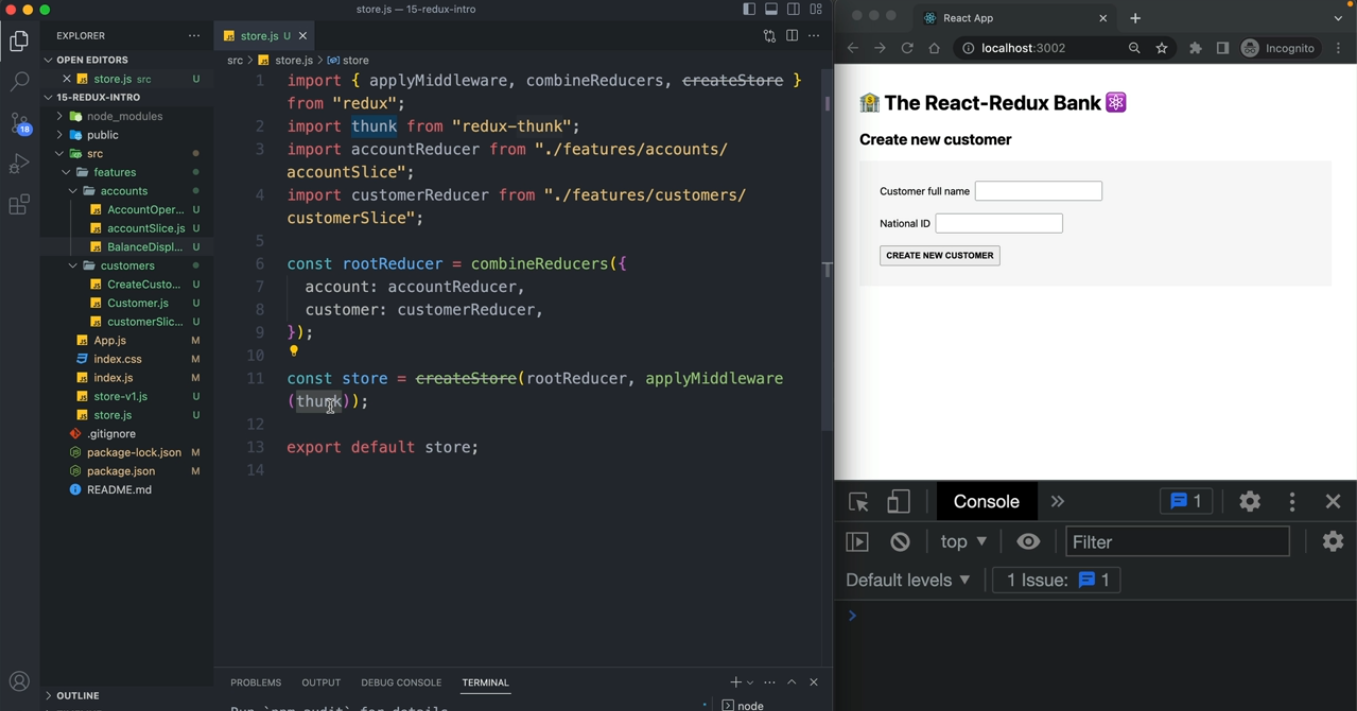 store.js — 15-redux-intro
EXPLORER
OPEN EDITORS
store.js src U
15-REDUX-INTRO
node_modules
public
src
features
accounts
AccountOper... U
accountSlice.js U
BalanceDispl... U
customers
CreateCusto... U
Customer.js U
customerSlic... U
App.js M
index.css M
index.js M
store-v1.js U
store.js U
.gitignore
package-lock.json M
package.json M
README.md
OUTLINE
18
store.js U
src > store.js > store
1 import { applyMiddleware, combineReducers, createStore }
from "redux";
2 import thunk from "redux-thunk";
3 import accountReducer from "./features/accounts/
accountSlice";
4 import customerReducer from "./features/customers/
customerSlice";
5
6 const rootReducer = combineReducers({
7 account: accountReducer,
8 customer: customerReducer,
9 });
10
11 const store = createStore(rootReducer, applyMiddleware
(thunk));
12
13 export default store;
14
PROBLEMS OUTPUT DEBUG CONSOLE TERMINAL
Run `npm audit` for details.
node
React App
localhost:3002
Incognito
🏦 The React-Redux Bank ⚛️
Create new customer
Customer full name
National ID
CREATE NEW CUSTOMER
Console
1
top
Filter
Default levels
1 Issue: 1